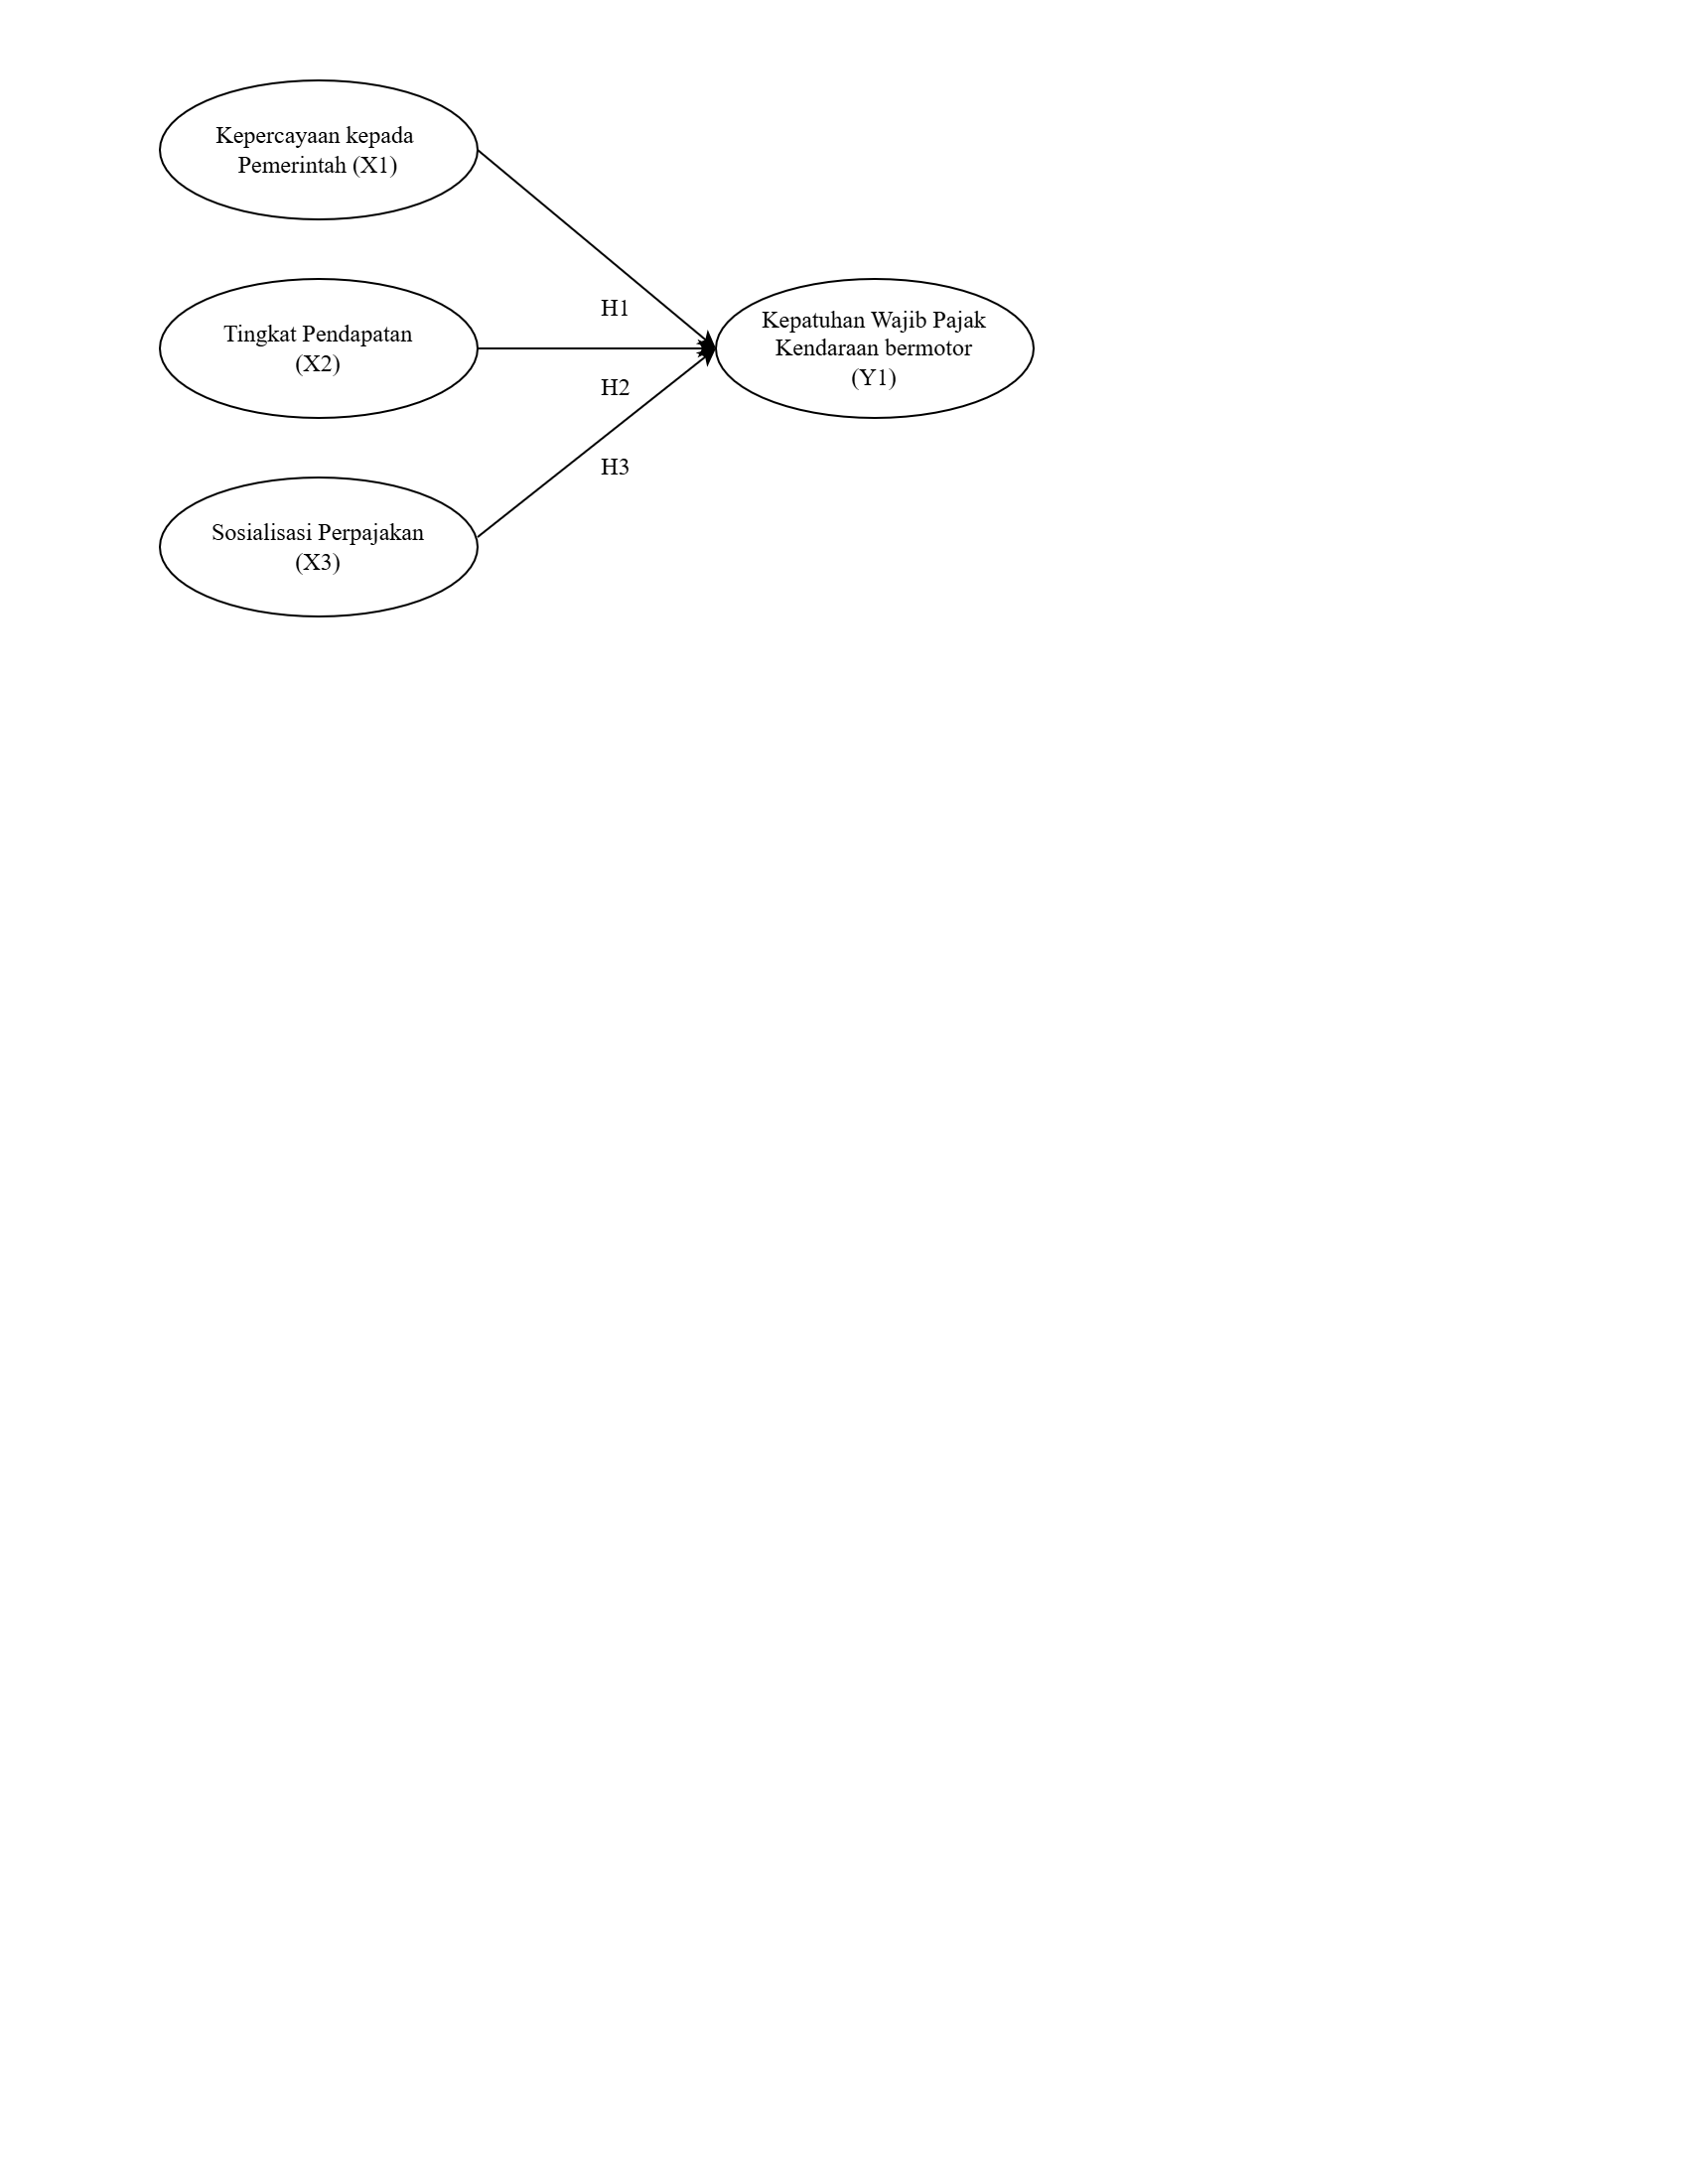 Kepercayaan kepada
Pemerintah (X1)
H1
Tingkat Pendapatan
(X2)
Kepatuhan Wajib Pajak
Kendaraan bermotor
(Y1)
H2
H3
Sosialisasi Perpajakan
(X3)